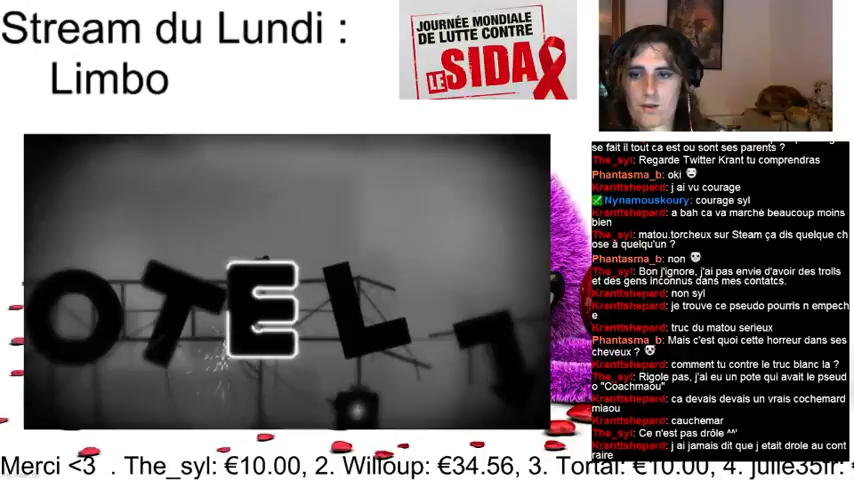 Stream du Lundi :
Limbo
JOURNÉE MONDIALE
DE LUTTE CONTRE
LE SIDA
OTEL
se fait il tout ca est ou sont ses parents ?
The_syl: Regarde Twitter Krant tu comprendras
Phantasma_b: oki
Kranttshepard: j ai vu courage
Nynamouskoury: courage syl
Kranttshepard: a bah ca va marché beaucoup moins
bien
The_syl: matou.torcheux sur Steam ça dis quelque ch
ose à quelqu'un ?
Phantasma_b: non
The_syl: Bon j'ignore, j'ai pas envie d'avoir des trolls
et des gens inconnus dans mes contatcs.
Kranttshepard: non syl
Kranttshepard: je trouve ce pseudo pourris n empech
e
Kranttshepard: truc du matou serieux
Phantasma_b: Mais c'est quoi cette horreur dans ses
cheveux ?
Kranttshepard: comment tu contre le truc blanc la ?
The_syl: Rigole pas, j'ai eu un pote qui avait le pseud
o "Coachmaou"
Kranttshepard: ca devais devais un vrais cochemard
miaou
Kranttshepard: cauchemar
The_syl: Ce n'est pas drôle ^^'
Kranttshepard: j ai jamais dit que j etait drole au cont
raire
Merci <3 . The_syl: €10.00, 2. Willoup: €34.56, 3. Tortal: €10.00, 4. julie35fr: